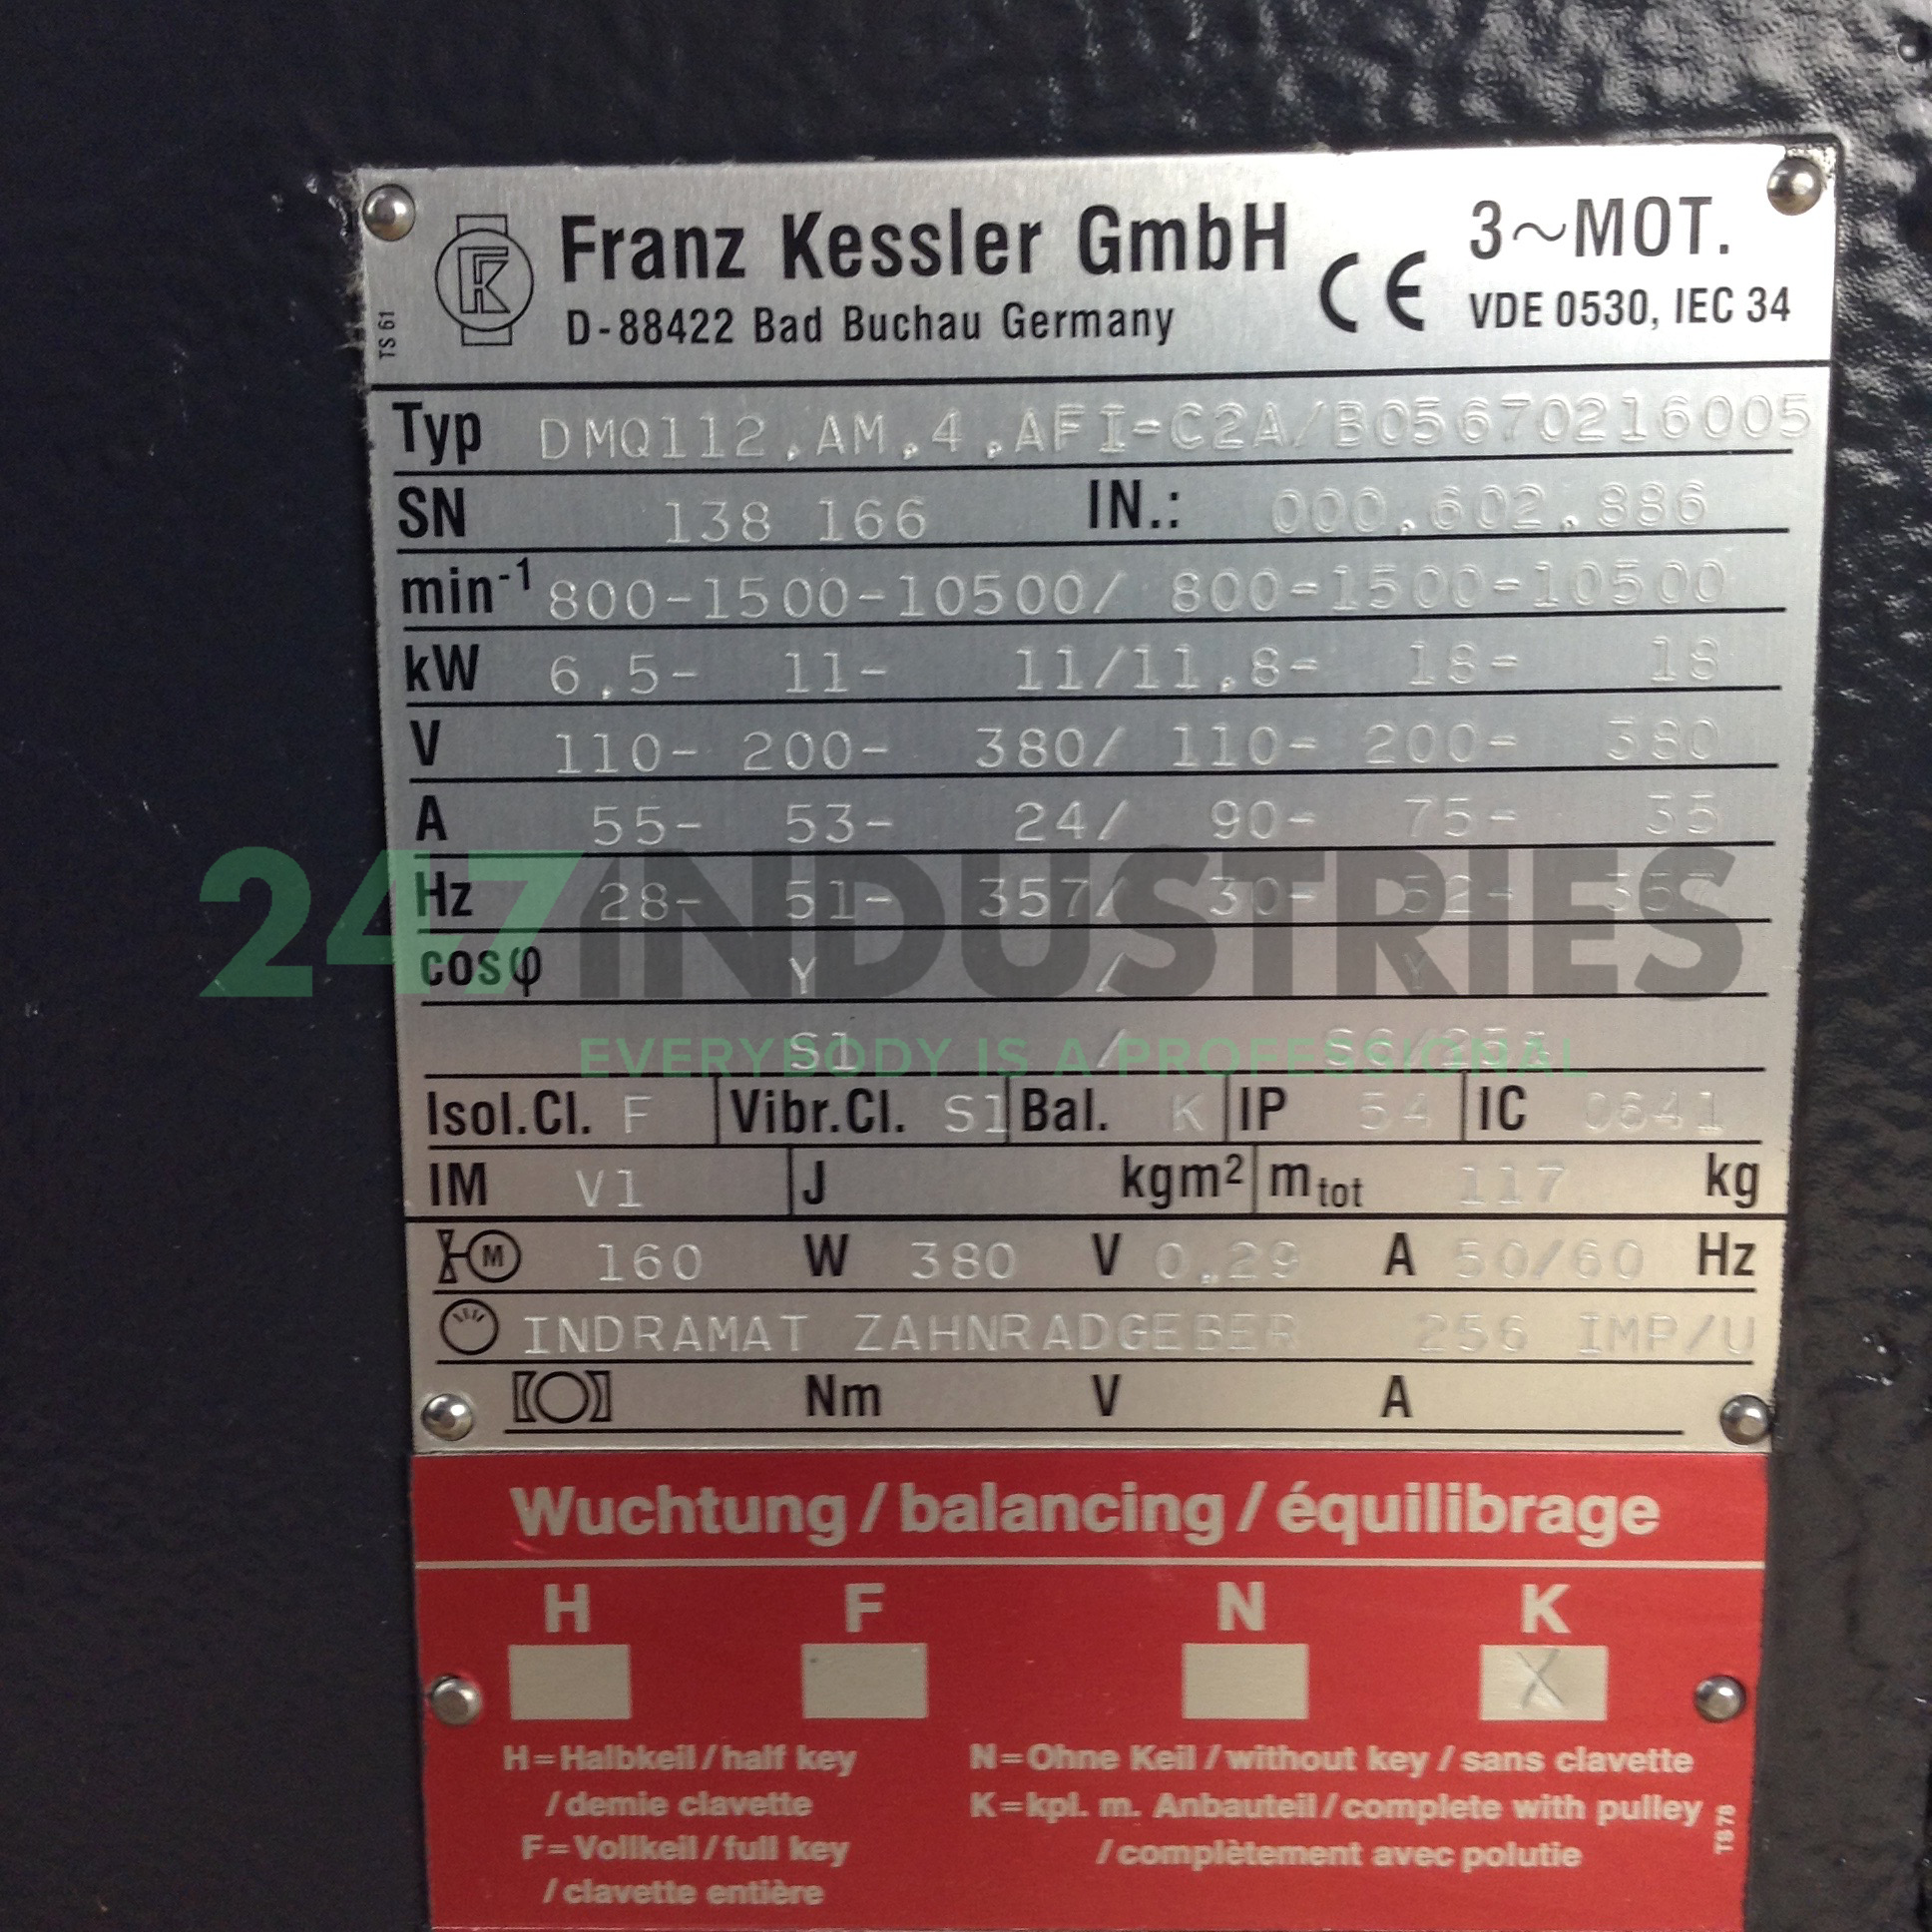 Franz Kessler GmbH
D-88422 Bad Buchau Germany
CE
3~MOT.
VDE 0530, IEC 34
TS 61
Typ DMQ112.AM.4.AFI-C2A/B05670216005
SN 138 166 IN.: 000.602.886
min-1 800-1500-10500/ 800-1500-10500
kW 6,5- 11- 11/11,8- 18- 18
V 110- 200- 380/ 110- 200- 380
A 55- 53- 24/ 90- 75- 35
Hz 28- 51- 357/ 30- 52-
247INDUSTRIES
cosφ Y / Y
S1 /
EVERYBODY IS A PROFESSIONAL
Isol.Cl. F Vibr.Cl. S1 Bal. K IP 54 IC 0641
IM V1 J kgm² mtot 117 kg
M 160 W 380 V 0,29 A 50/60 Hz
INDRAMAT ZAHNRADGEBER 256 IMP/U
Nm V A
Wuchtung/balancing/équilibrage
H F N K
X
H=Halbkeil/half key
/demie clavette
F=Vollkeil/full key
/clavette entière
N=Ohne Keil/without key/sans clavette
K=kpl. m. Anbauteil/complete with pulley
/complètement avec polutie
TS 78